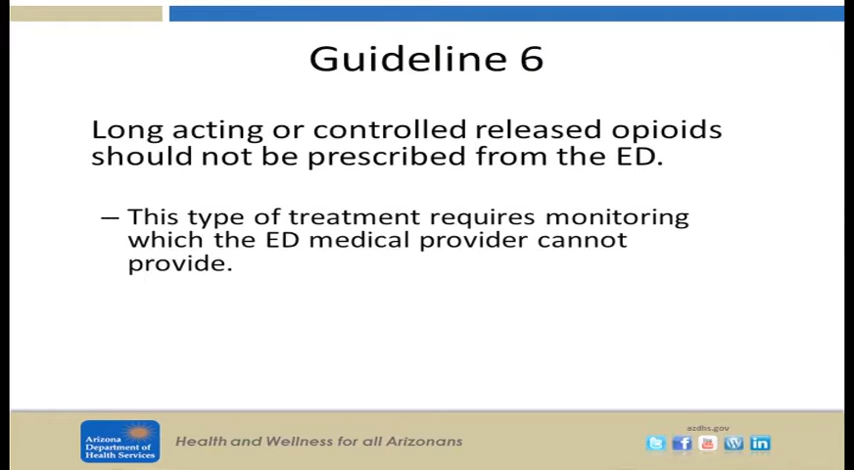 Guideline 6
Long acting or controlled released opioids
should not be prescribed from the ED.
– This type of treatment requires monitoring
which the ED medical provider cannot
provide.
Arizona
Department of
Health Services
Health and Wellness for all Arizonans
azdhs.gov